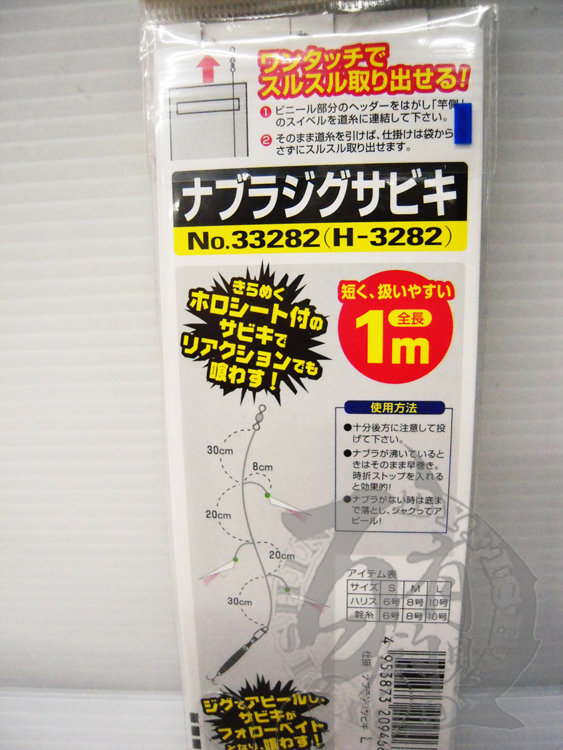 ワンタッチで
スルスル取り出せる!
1 ビニール部分のヘッダーをはがし「竿側」
のスイベルを道糸に連結して下さい。
2 そのまま道糸を引けば、仕掛けは袋から
さずにスルスル取り出せます。
ナブラジグサビキ
No.33282(H-3282)
きらめく
ホロシート付の
サビキで
リアクションでも
喰わす!
短く、扱いやすい
全長
1m
使用方法
●十分後方に注意して投
げて下さい。
●ナブラが沸いていると
きはそのまま早巻き。
時折ストップを入れる
と効果的!
●ナブラがない時は底ま
で落とし、ジャクってア
ピール!
30cm
8cm
20cm
20cm
30cm
アイテム表
サイズ S M L
ハリス 6号 8号 10号
幹糸 6号 8号 10号
4 953873 20946
ジグでアピールし、
サビキが
フォローベイト
となり、喰わす!